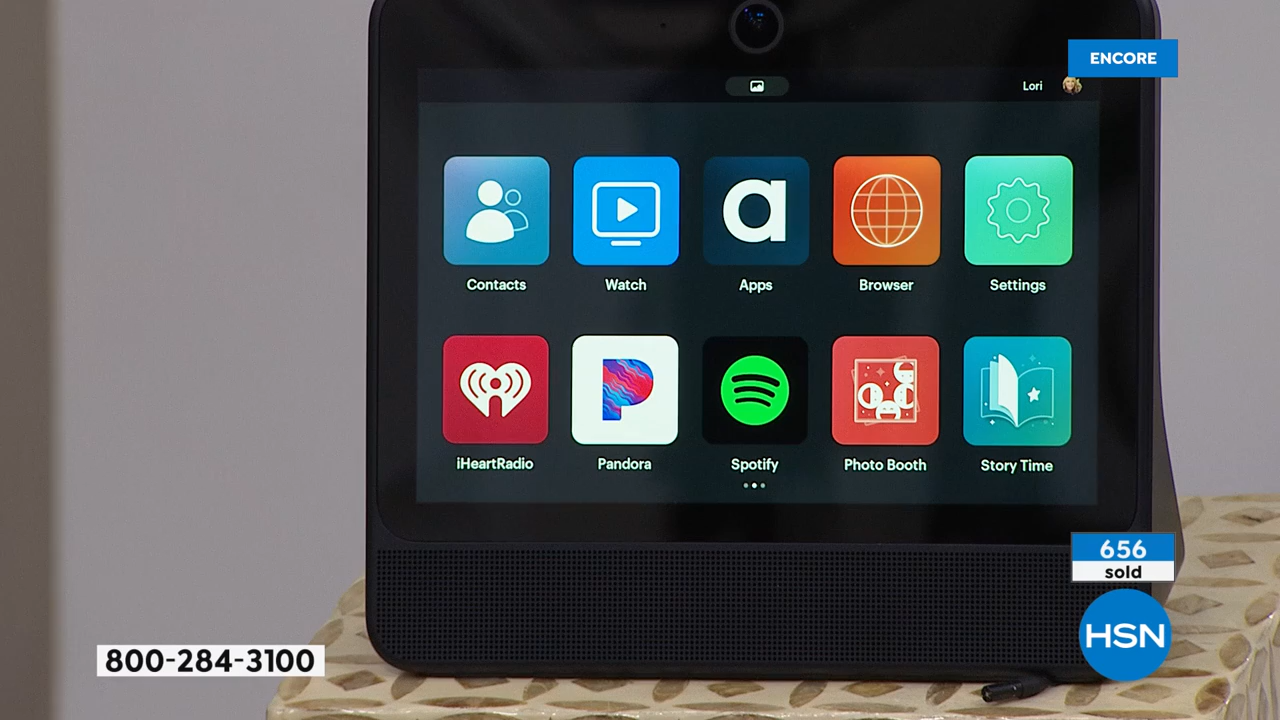 ENCORE
Lori
a
Contacts
Watch
Apps
Browser
Settings
iHeartRadio
Pandora
Spotify
Photo Booth
Story Time
656
sold
HSN
800-284-3100